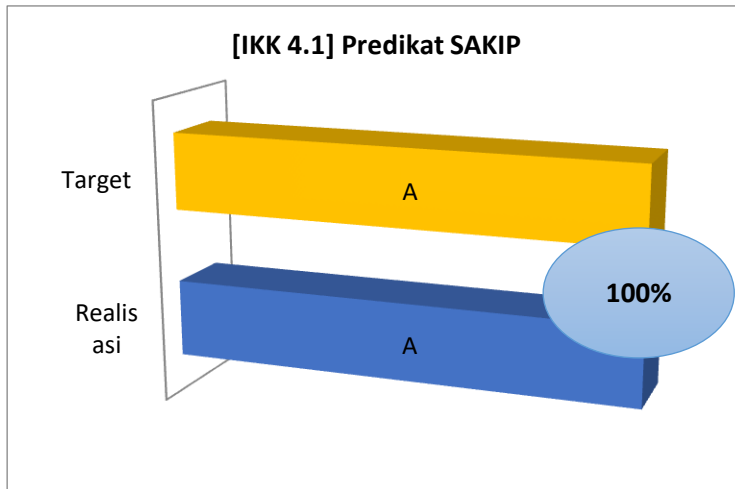 [IKK 4.1] Predikat SAKIP
Target
A
100%
Realis
asi
A